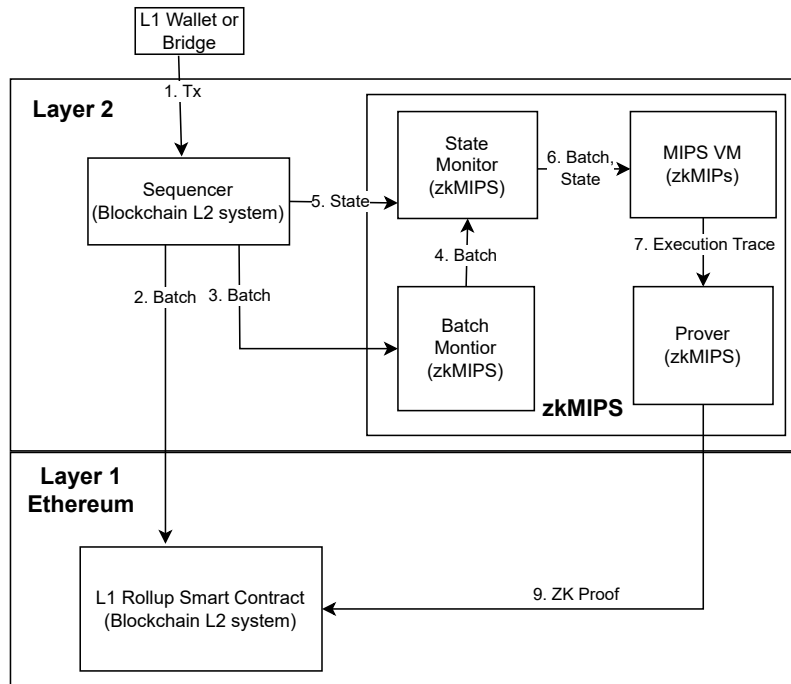 L1 Wallet or
Bridge
1. Tx
Layer 2
Sequencer
(Blockchain L2 system)
5. State
State
Monitor
(zkMIPS)
6. Batch,
State
MIPS VM
(zkMIPs)
4. Batch
7. Execution Trace
2. Batch
3. Batch
Batch
Montior
(zkMIPS)
Prover
(zkMIPS)
zkMIPS
Layer 1
Ethereum
L1 Rollup Smart Contract
(Blockchain L2 system)
9. ZK Proof